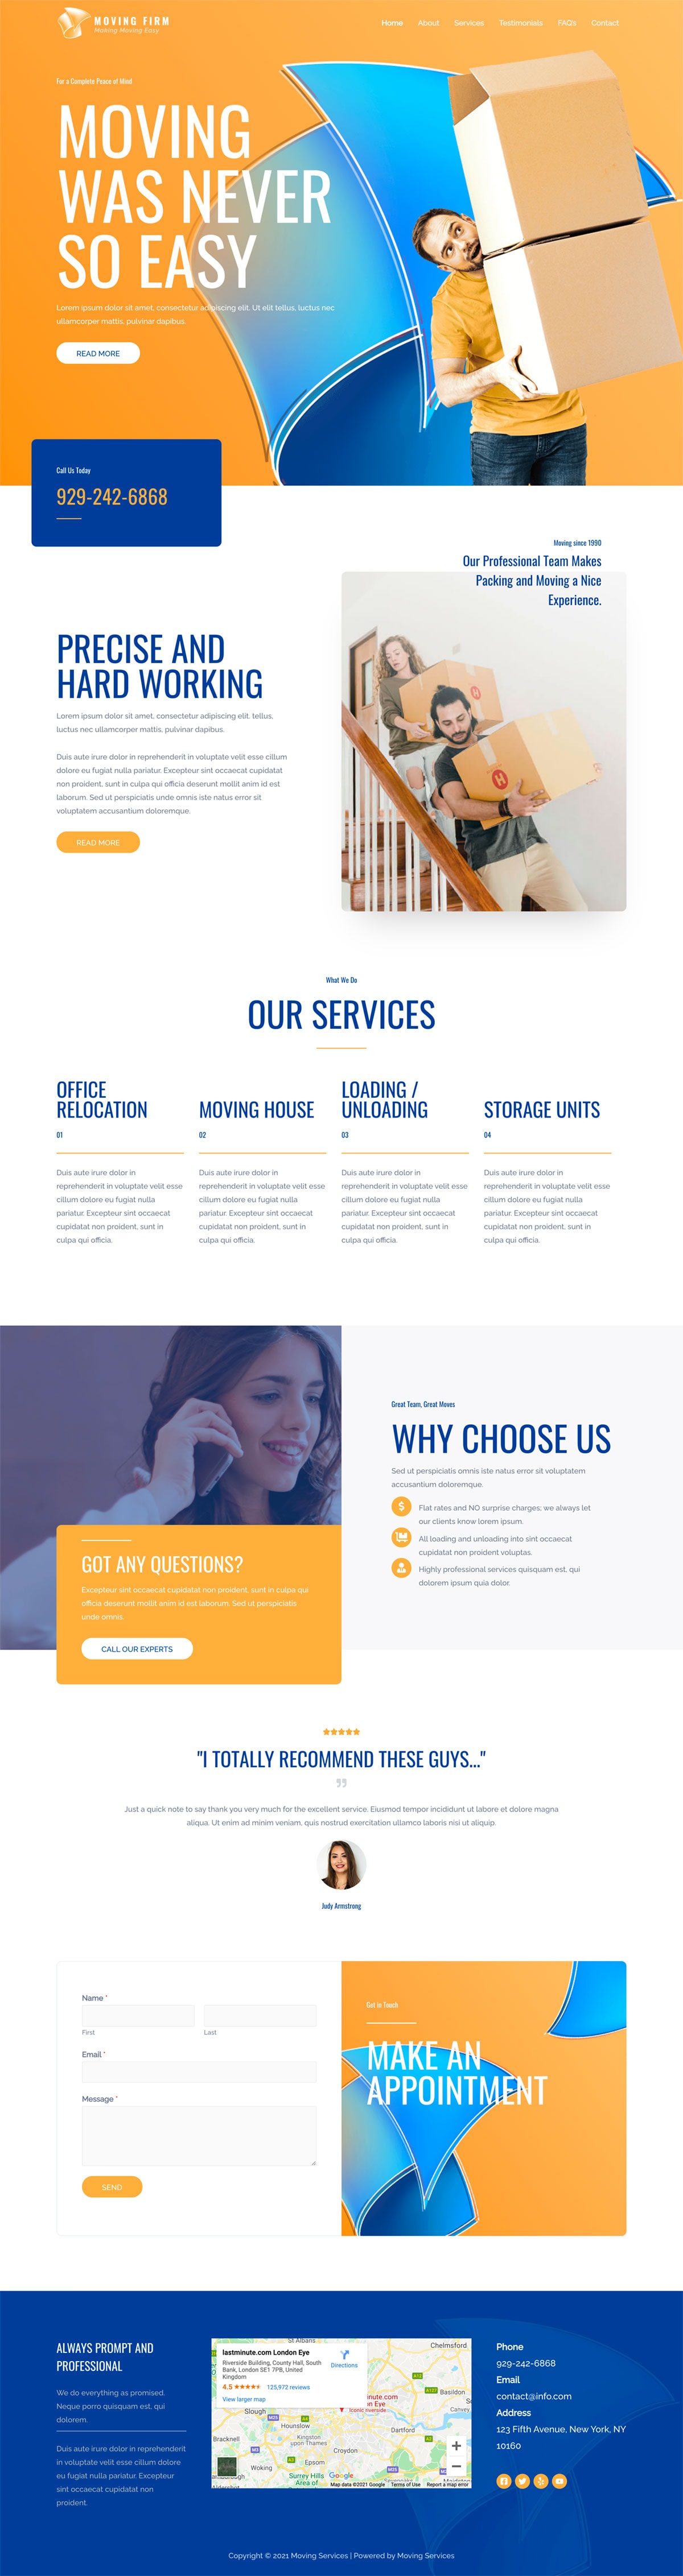 MOVING FIRM
Making Moving Easy
Home About Services Testimonials FAQs Contact
For a Complete Peace of Mind
MOVING
WAS NEVER
SO EASY
Lorem ipsum dolor sit amet, consectetur adipiscing elit. Ut elit tellus, luctus nec
ullamcorper mattis, pulvinar dapibus.
READ MORE
Call Us Today
929-242-6868
Moving since 1990
Our Professional Team Makes
Packing and Moving a Nice
Experience.
PRECISE AND
HARD WORKING
Lorem ipsum dolor sit amet, consectetur adipiscing elit. tellus,
luctus nec ullamcorper mattis, pulvinar dapibus.
Duis aute irure dolor in reprehenderit in voluptate velit esse cillum
dolore eu fugiat nulla pariatur. Excepteur sint occaecat cupidatat
non proident, sunt in culpa qui officia deserunt mollit anim id est
laborum. Sed ut perspiciatis unde omnis iste natus error sit
voluptatem accusantium doloremque.
READ MORE
What We Do
OUR SERVICES
OFFICE
RELOCATION
01
Duis aute irure dolor in
reprehenderit in voluptate velit esse
cillum dolore eu fugiat nulla
pariatur. Excepteur sint occaecat
cupidatat non proident, sunt in
culpa qui officia.
MOVING HOUSE
02
Duis aute irure dolor in
reprehenderit in voluptate velit esse
cillum dolore eu fugiat nulla
pariatur. Excepteur sint occaecat
cupidatat non proident, sunt in
culpa qui officia.
LOADING /
UNLOADING
03
Duis aute irure dolor in
reprehenderit in voluptate velit esse
cillum dolore eu fugiat nulla
pariatur. Excepteur sint occaecat
cupidatat non proident, sunt in
culpa qui officia.
STORAGE UNITS
04
Duis aute irure dolor in
reprehenderit in voluptate velit esse
cillum dolore eu fugiat nulla
pariatur. Excepteur sint occaecat
cupidatat non proident, sunt in
culpa qui officia.
Great Team, Great Moves
WHY CHOOSE US
Sed ut perspiciatis omnis iste natus error sit voluptatem
accusantium doloremque.
Flat rates and NO surprise charges; we always let
our clients know lorem ipsum.
All loading and unloading into sint occaecat
cupidatat non proident voluptas.
Highly professional services quisquam est, qui
dolorem ipsum quia dolor.
GOT ANY QUESTIONS?
Excepteur sint occaecat cupidatat non proident, sunt in culpa qui
officia deserunt mollit anim id est laborum. Sed ut perspiciatis
unde omnis.
CALL OUR EXPERTS
"I TOTALLY RECOMMEND THESE GUYS..."
Just a quick note to say thank you very much for the excellent service. Eiusmod tempor incididunt ut labore et dolore magna
aliqua. Ut enim ad minim veniam, quis nostrud exercitation ullamco laboris nisi ut aliquip.
Judy Armstrong
Name *
First Last
Email *
Message *
SEND
Get in Touch
MAKE AN
APPOINTMENT
ALWAYS PROMPT AND
PROFESSIONAL
We do everything as promised.
Neque porro quisquam est, qui
dolorem.
Duis aute irure dolor in reprehenderit
in voluptate velit esse cillum dolore
eu fugiat nulla pariatur. Excepteur
sint occaecat cupidatat non
proident.
St Albans
Chelmsford
lastminute.com London Eye
Riverside Building, County Hall, South
Bank, London SE1 7PB, United
Kingdom
Directions
4.5 125,972 reviews
View larger map
Basildon
Slough
Iconic riverside
Hounslow
Dartford
Bracknell
Kingston
upon Thames
Croydon
Woking
Epsom
Surrey Hills
Area of
Google
Map data ©2021 Google Terms of Use Report a map error
Phone
929-242-6868
Email
contact@info.com
Address
123 Fifth Avenue, New York, NY
10160
Copyright © 2021 Moving Services | Powered by Moving Services